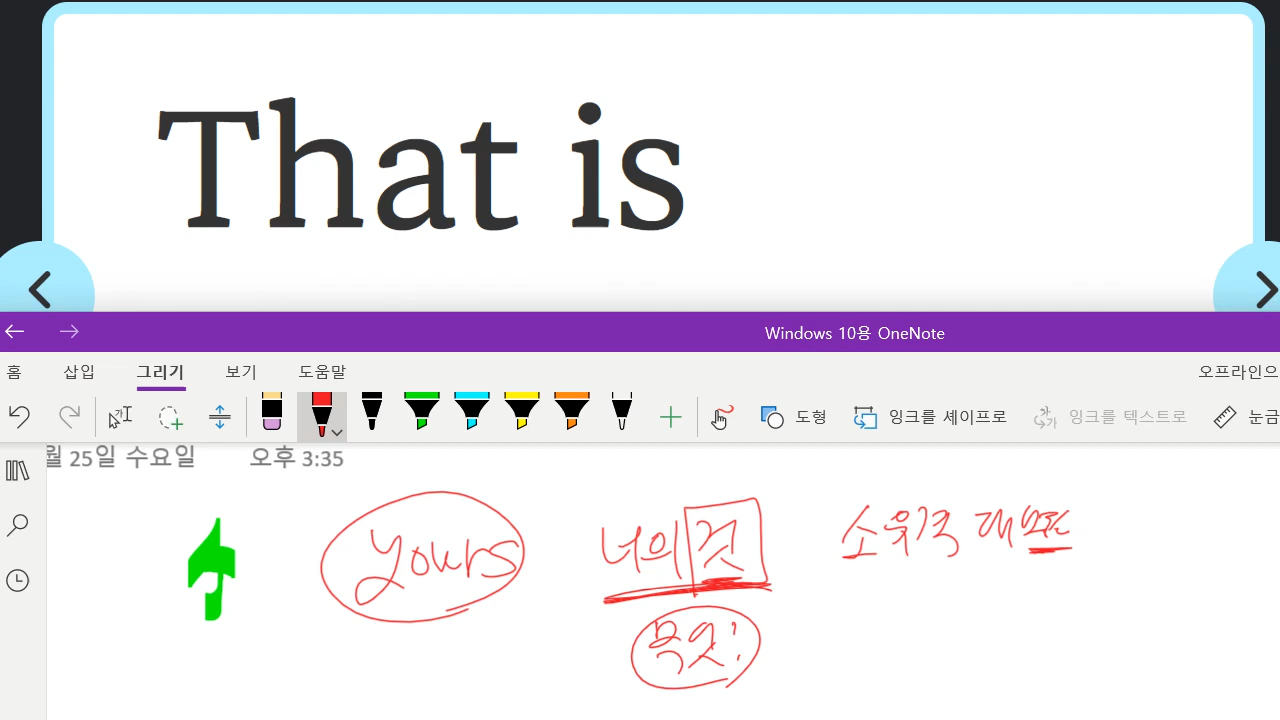 That is
Windows 10용 OneNote
홈 삽입 그리기 보기 도움말 오프라인으
가 도형 잉크를 셰이프로 잉크를 텍스트로 눈금
월 25일 수요일 오후 3:35
yours 너의 것 소유격 대명
무엇!